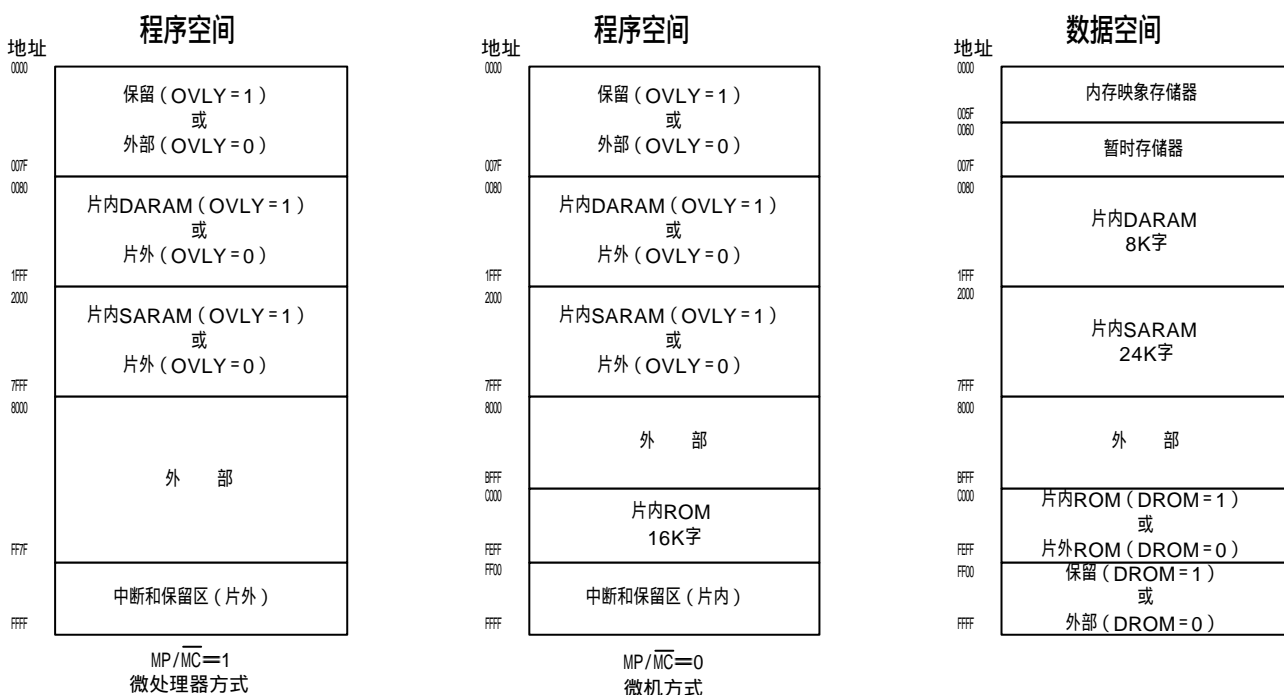 程序空间
地址
0000
保留（OVLY=1）
或
外部（OVLY=0）
007F
0080
片内DARAM（OVLY=1）
或
片外（OVLY=0）
1FFF
2000
片内SARAM（OVLY=1）
或
片外（OVLY=0）
7FFF
8000
外 部
FF7F
中断和保留区（片外）
FFFF
MP/MC=1
微处理器方式
程序空间
地址
0000
保留（OVLY=1）
或
外部（OVLY=0）
007F
0080
片内DARAM（OVLY=1）
或
片外（OVLY=0）
1FFF
2000
片内SARAM（OVLY=1）
或
片外（OVLY=0）
7FFF
8000
外 部
BFFF
C000
片内ROM
16K字
FEFF
FF00
中断和保留区（片内）
FFFF
MP/MC=0
微机方式
数据空间
地址
0000
内存映象存储器
005F
0060
暂时存储器
007F
0080
片内DARAM
8K字
1FFF
2000
片内SARAM
24K字
7FFF
8000
外 部
BFFF
C000
片内ROM（DROM=1）
或
片外ROM（DROM=0）
FEFF
FF00
保留（DROM=1）
或
外部（DROM=0）
FFFF